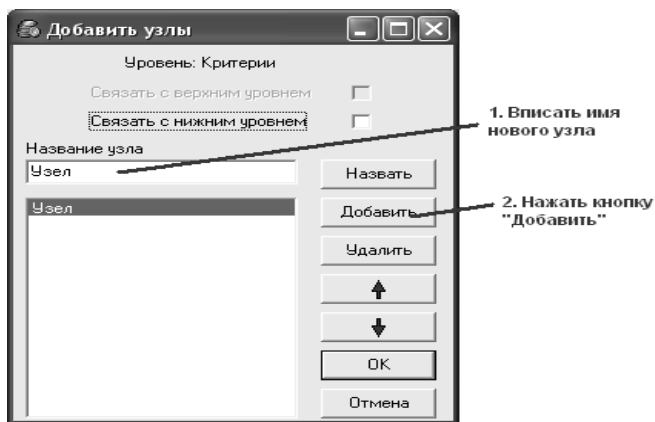 Добавить узлы
Уровень: Критерии
Связать с верхним уровнем
Связать с нижним уровнем
Название узла
Узел
Назвать
Узел
Добавить
Удалить
OK
Отмена
1. Вписать имя
нового узла
2. Нажать кнопку
"Добавить"